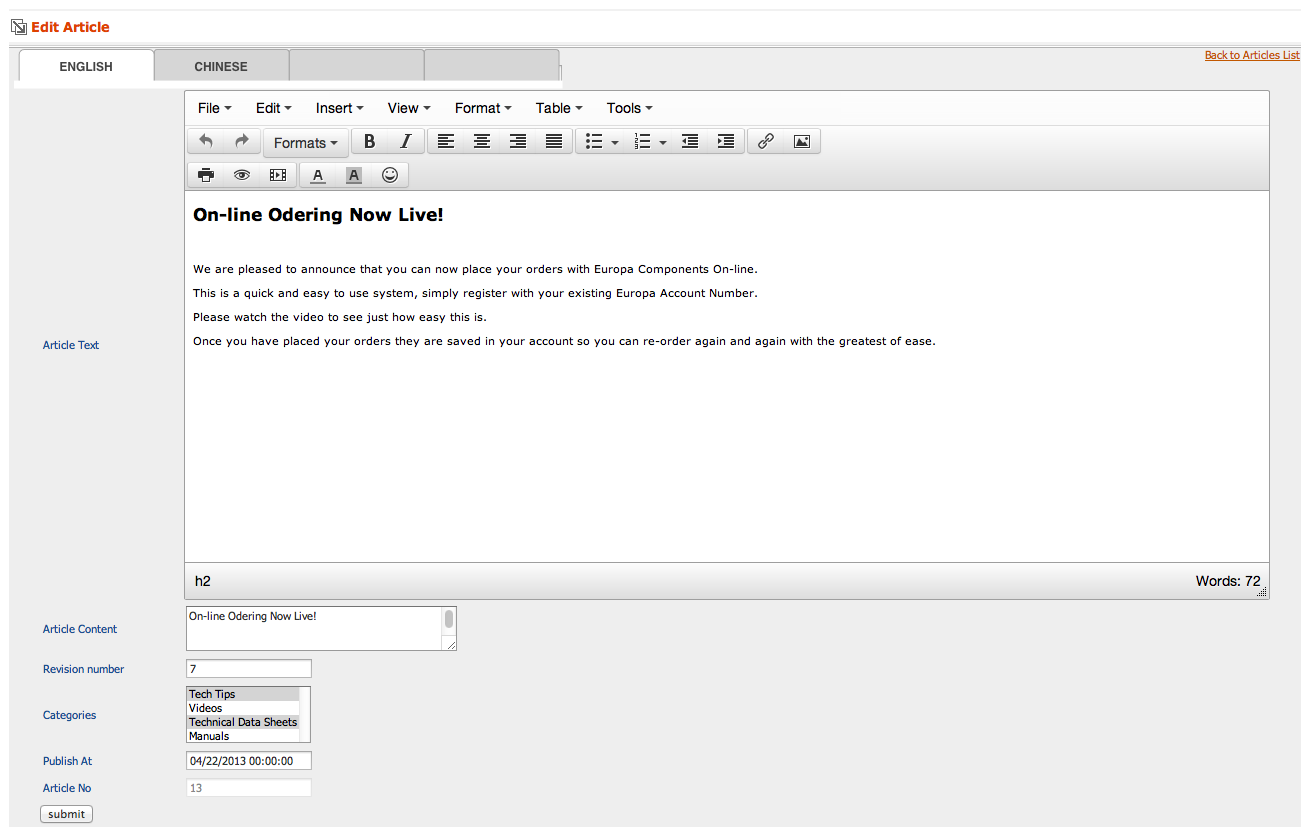 Edit Article
ENGLISH CHINESE
Back to Articles List
File Edit Insert View Format Table Tools
Formats B I
A A
On-line Odering Now Live!
We are pleased to announce that you can now place your orders with Europa Components On-line.
This is a quick and easy to use system, simply register with your existing Europa Account Number.
Please watch the video to see just how easy this is.
Article Text
Once you have placed your orders they are saved in your account so you can re-order again and again with the greatest of ease.
h2 Words: 72
Article Content On-line Odering Now Live!
Revision number 7
Categories
Tech Tips
Videos
Technical Data Sheets
Manuals
Publish At 04/22/2013 00:00:00
Article No 13
submit